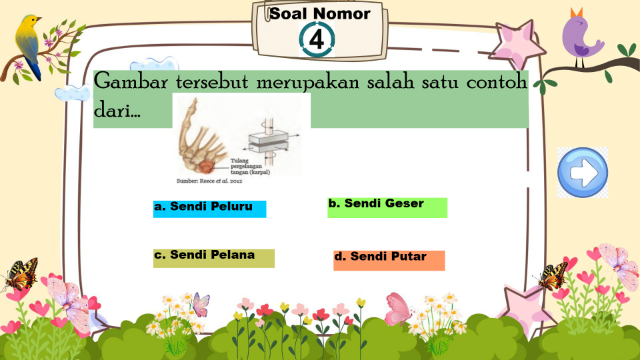 Soal Nomor
4
Gambar tersebut merupakan salah satu contoh
dari...
Tulang
pergelangan
tangan (karpal)
Sumber: Reece et al. 2012
a. Sendi Peluru
b. Sendi Geser
c. Sendi Pelana
d. Sendi Putar